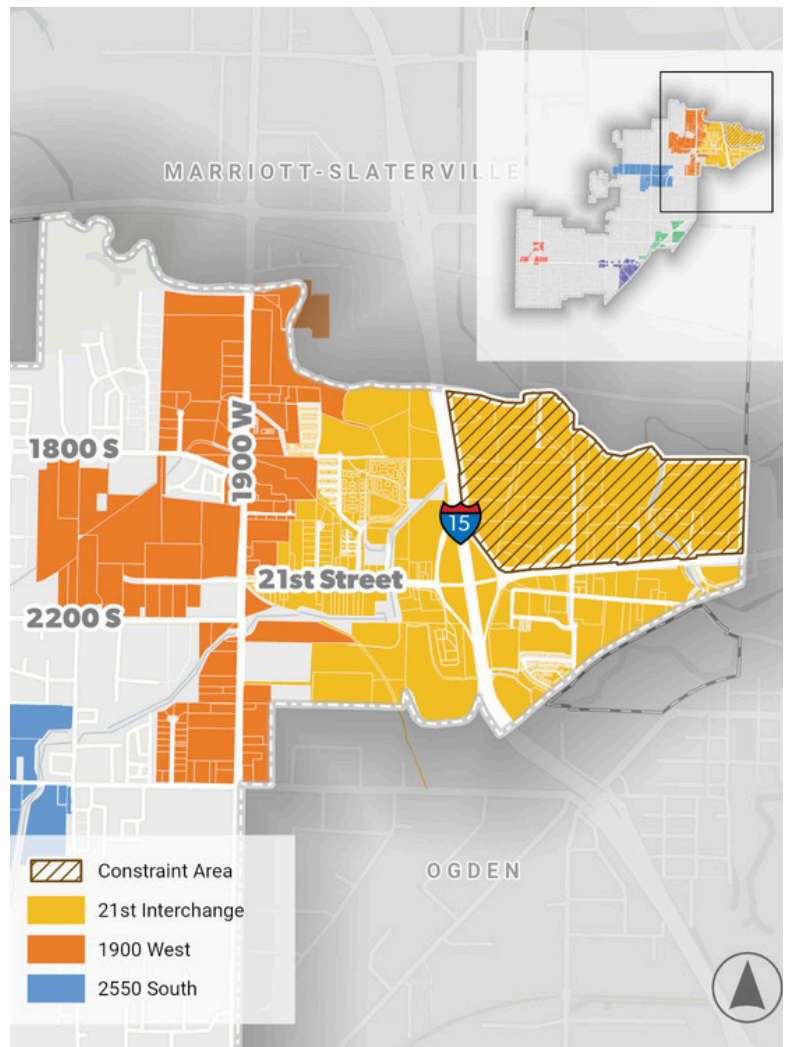 MARRIOTT-SLATERVILLE
1800 S
1900 W
15
21st Street
2200 S
OGDEN
Constraint Area
21st Interchange
1900 West
2550 South